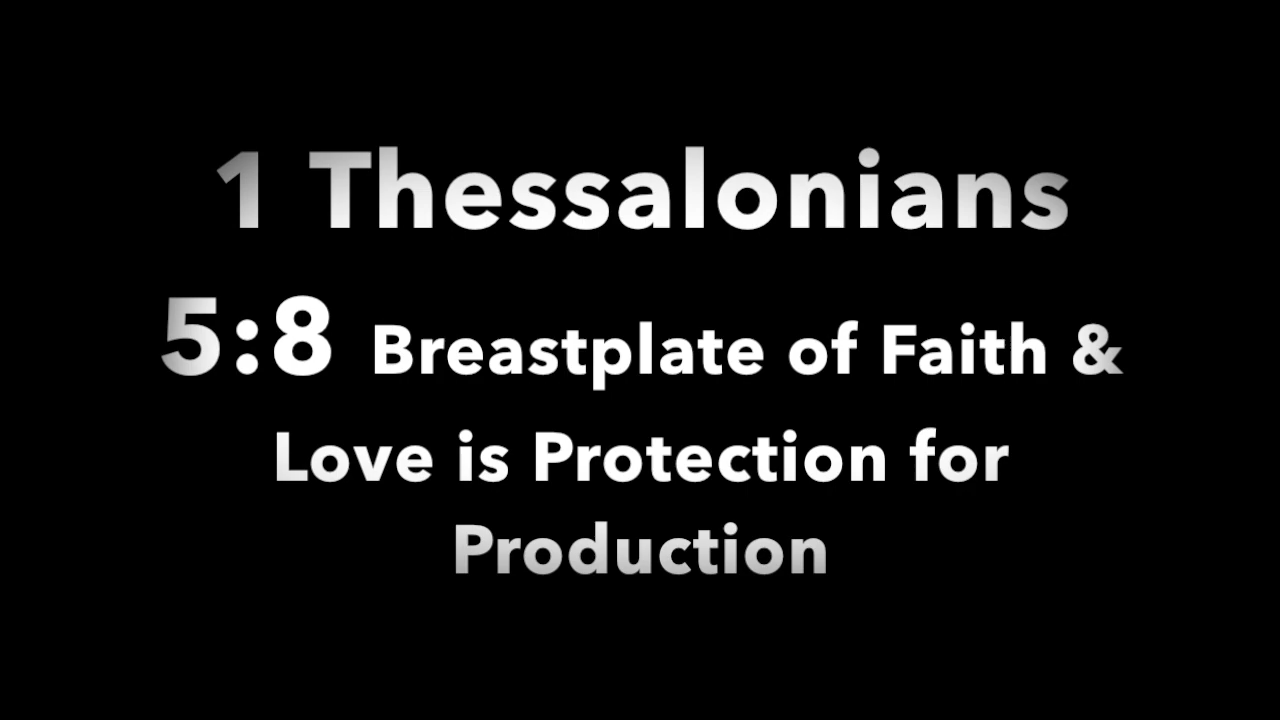 1 Thessalonians
5:8 Breastplate of Faith &
Love is Protection for
Production